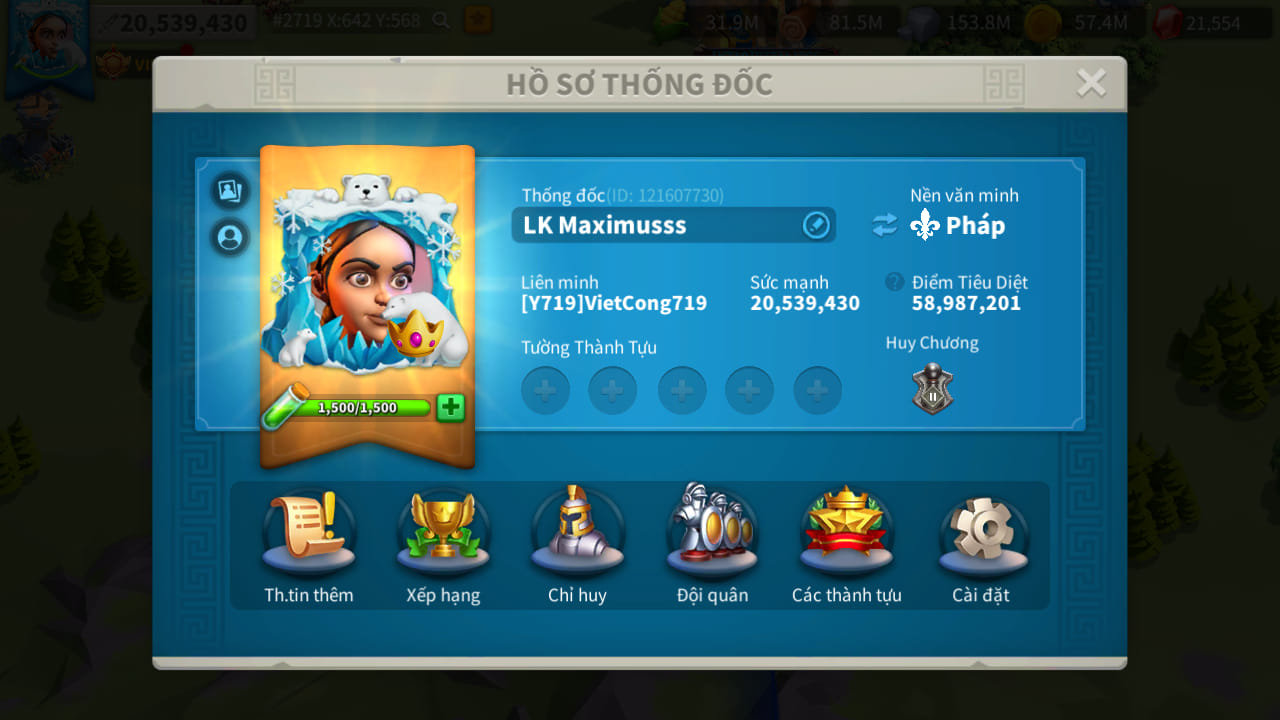 20,539,430
#2719 X:642 Y:568
31.9M
81.5M
153.8M
57.4M
21,554
HỒ SƠ THỐNG ĐỐC
Thống đốc(ID: 121607730)
LK Maximusss
Nền văn minh
Pháp
Liên minh
[Y719]VietCong719
Sức mạnh
20,539,430
? Điểm Tiêu Diệt
58,987,201
Tường Thành Tựu
Huy Chương
II
1,500/1,500
Th.tin thêm
Xếp hạng
Chỉ huy
Đội quân
Các thành tựu
Cài đặt